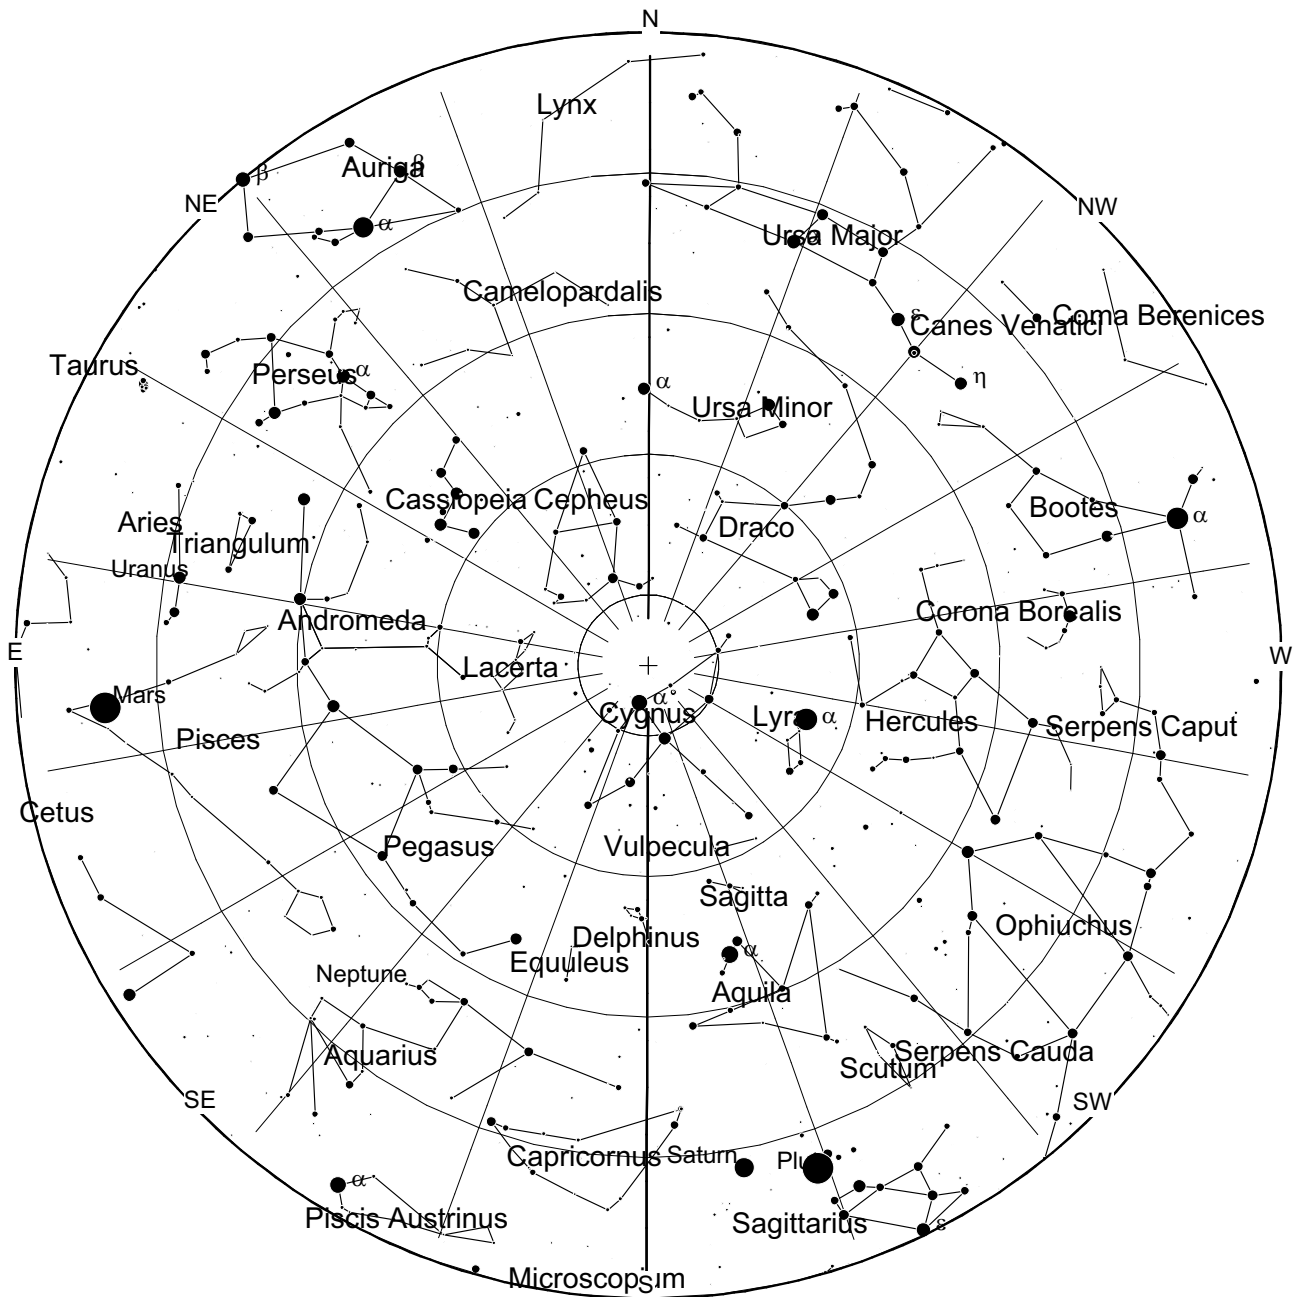 N
Lynx
β Auriga β
NE
NW
α
Ursa Major
α
Camelopardalis
ε Canes Venatici Coma Berenices
Taurus
Perseus α
α
η
Ursa Minor
Cassiopeia Cepheus
Bootes
α
Aries
Draco
Triangulum
Uranus
Andromeda
Corona Borealis
E
W
Lacerta
Mars
α
Cygnus
Lyra α
Hercules
Serpens Caput
Pisces
Cetus
Pegasus
Vulpecula
Sagitta
Ophiuchus
Delphinus
α
Equuleus
Neptune
Aquila
Aquarius
Serpens Cauda
Scutum
SE
SW
Capricornus Saturn
α
Piscis Austrinus
Sagittarius ε
Microscopium
S